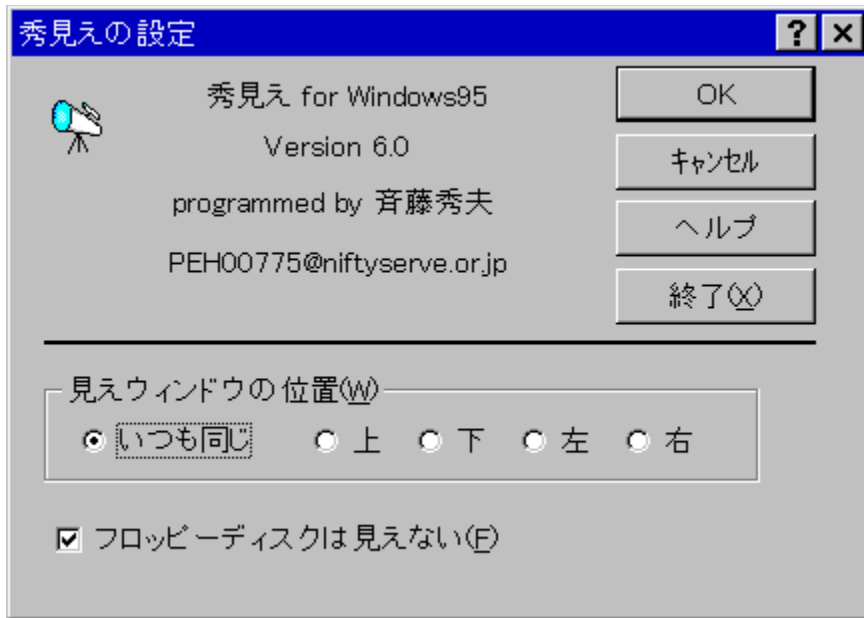 秀見えの設定
秀見え for Windows95
Version 6.0
programmed by 斉藤秀夫
PEH00775@niftyserve.or.jp
OK
キャンセル
ヘルプ
終了(X)
見えウィンドウの位置(W)
いつも同じ 上 下 左 右
フロッピーディスクは見えない(F)